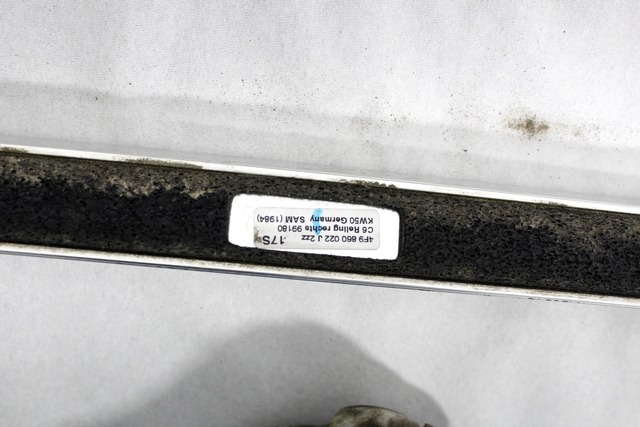 4F9 860 022 J 2zz 17S
C6 Reling rechts 99180
KW50 Germany SAM (1984)